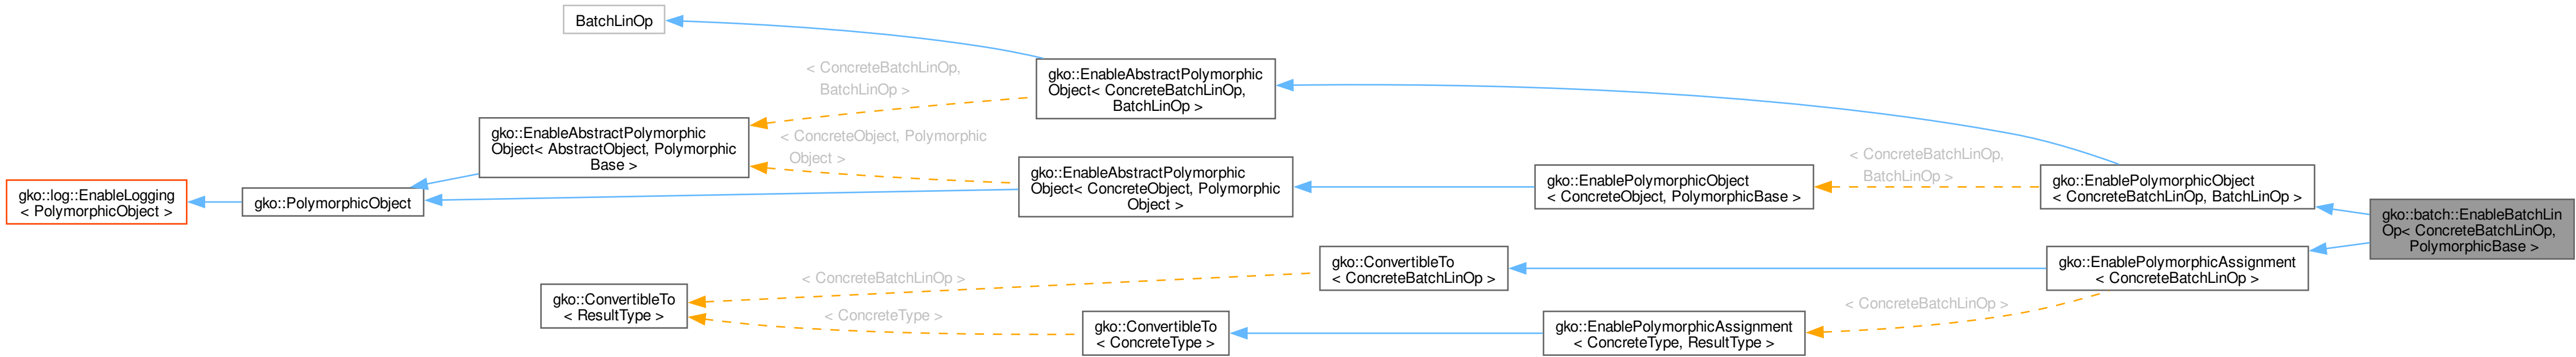 BatchLinOp
< ConcreteBatchLinOp,
BatchLinOp >
gko::EnableAbstractPolymorphic
Object< ConcreteBatchLinOp,
BatchLinOp >
gko::EnableAbstractPolymorphic
Object< AbstractObject, Polymorphic
Base >
< ConcreteObject, Polymorphic
Object >
gko::log::EnableLogging
< PolymorphicObject >
gko::PolymorphicObject
gko::EnableAbstractPolymorphic
Object< ConcreteObject, Polymorphic
Object >
gko::EnablePolymorphicObject
< ConcreteObject, PolymorphicBase >
< ConcreteBatchLinOp,
BatchLinOp >
gko::EnablePolymorphicObject
< ConcreteBatchLinOp, BatchLinOp >
gko::batch::EnableBatchLin
Op< ConcreteBatchLinOp,
PolymorphicBase >
gko::ConvertibleTo
< ResultType >
< ConcreteBatchLinOp >
< ConcreteType >
gko::ConvertibleTo
< ConcreteBatchLinOp >
gko::EnablePolymorphicAssignment
< ConcreteBatchLinOp >
gko::ConvertibleTo
< ConcreteType >
gko::EnablePolymorphicAssignment
< ConcreteType, ResultType >
< ConcreteBatchLinOp >